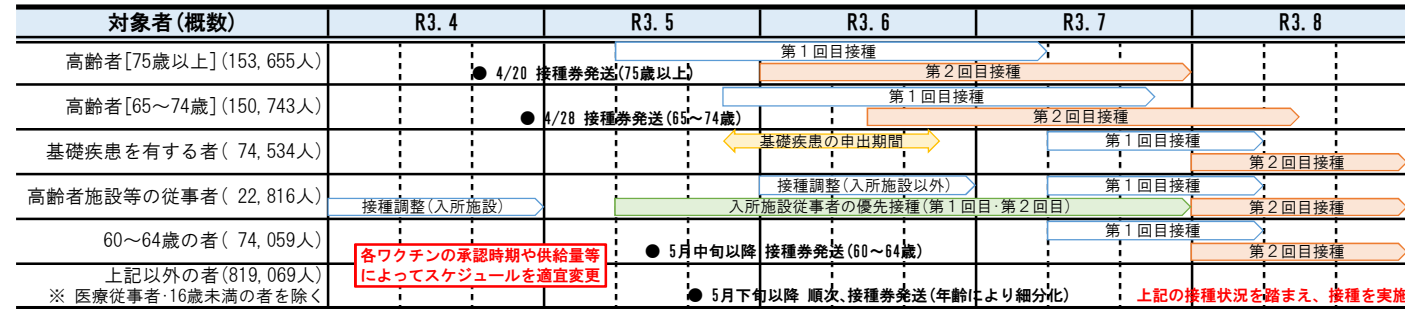 対象者(概数) R3.4 R3.5 R3.6 R3.7 R3.8
高齢者[75歳以上](153,655人)
第1回目接種
● 4/20 接種券発送(75歳以上)
第2回目接種
高齢者[65～74歳](150,743人)
第1回目接種
● 4/28 接種券発送(65～74歳)
第2回目接種
基礎疾患を有する者( 74,534人)
基礎疾患の申出期間
第1回目接種
第2回目接種
高齢者施設等の従事者( 22,816人)
接種調整(入所施設以外)
第1回目接種
接種調整(入所施設)
入所施設従事者の優先接種(第1回目･第2回目)
第2回目接種
60～64歳の者( 74,059人)
第1回目接種
● 5月中旬以降 接種券発送(60～64歳)
第2回目接種
各ワクチンの承認時期や供給量等
によってスケジュールを適宜変更
上記以外の者(819,069人)
※ 医療従事者･16歳未満の者を除く
● 5月下旬以降 順次、接種券発送(年齢により細分化)
上記の接種状況を踏まえ、接種を実施